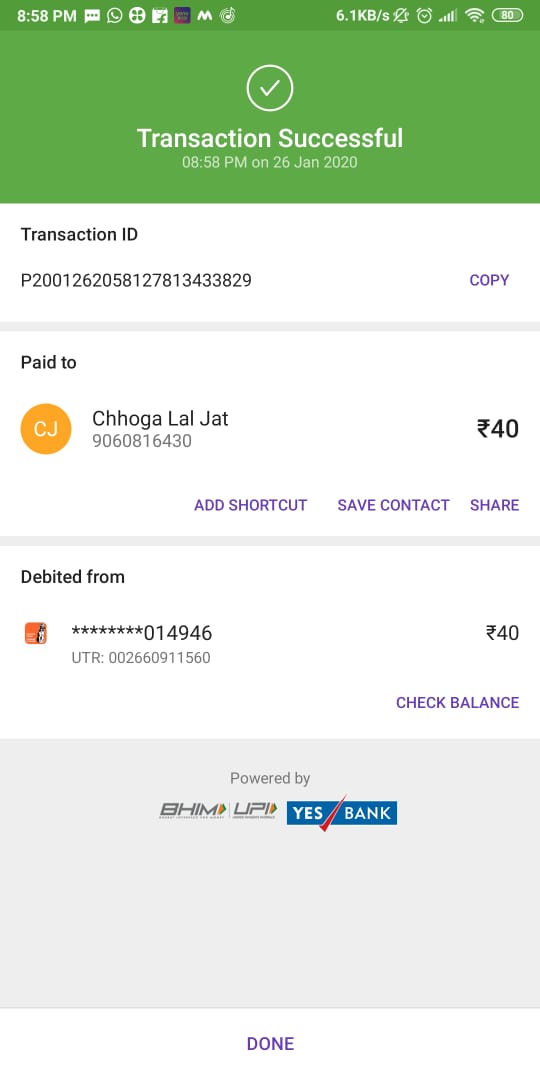 8:58 PM
6.1KB/s
80
Transaction Successful
08:58 PM on 26 Jan 2020
Transaction ID
P2001262058127813433829
COPY
Paid to
CJ
Chhoga Lal Jat
9060816430
₹40
ADD SHORTCUT SAVE CONTACT SHARE
Debited from
********014946
₹40
UTR: 002660911560
CHECK BALANCE
Powered by
BHIM UPI YES BANK
DONE